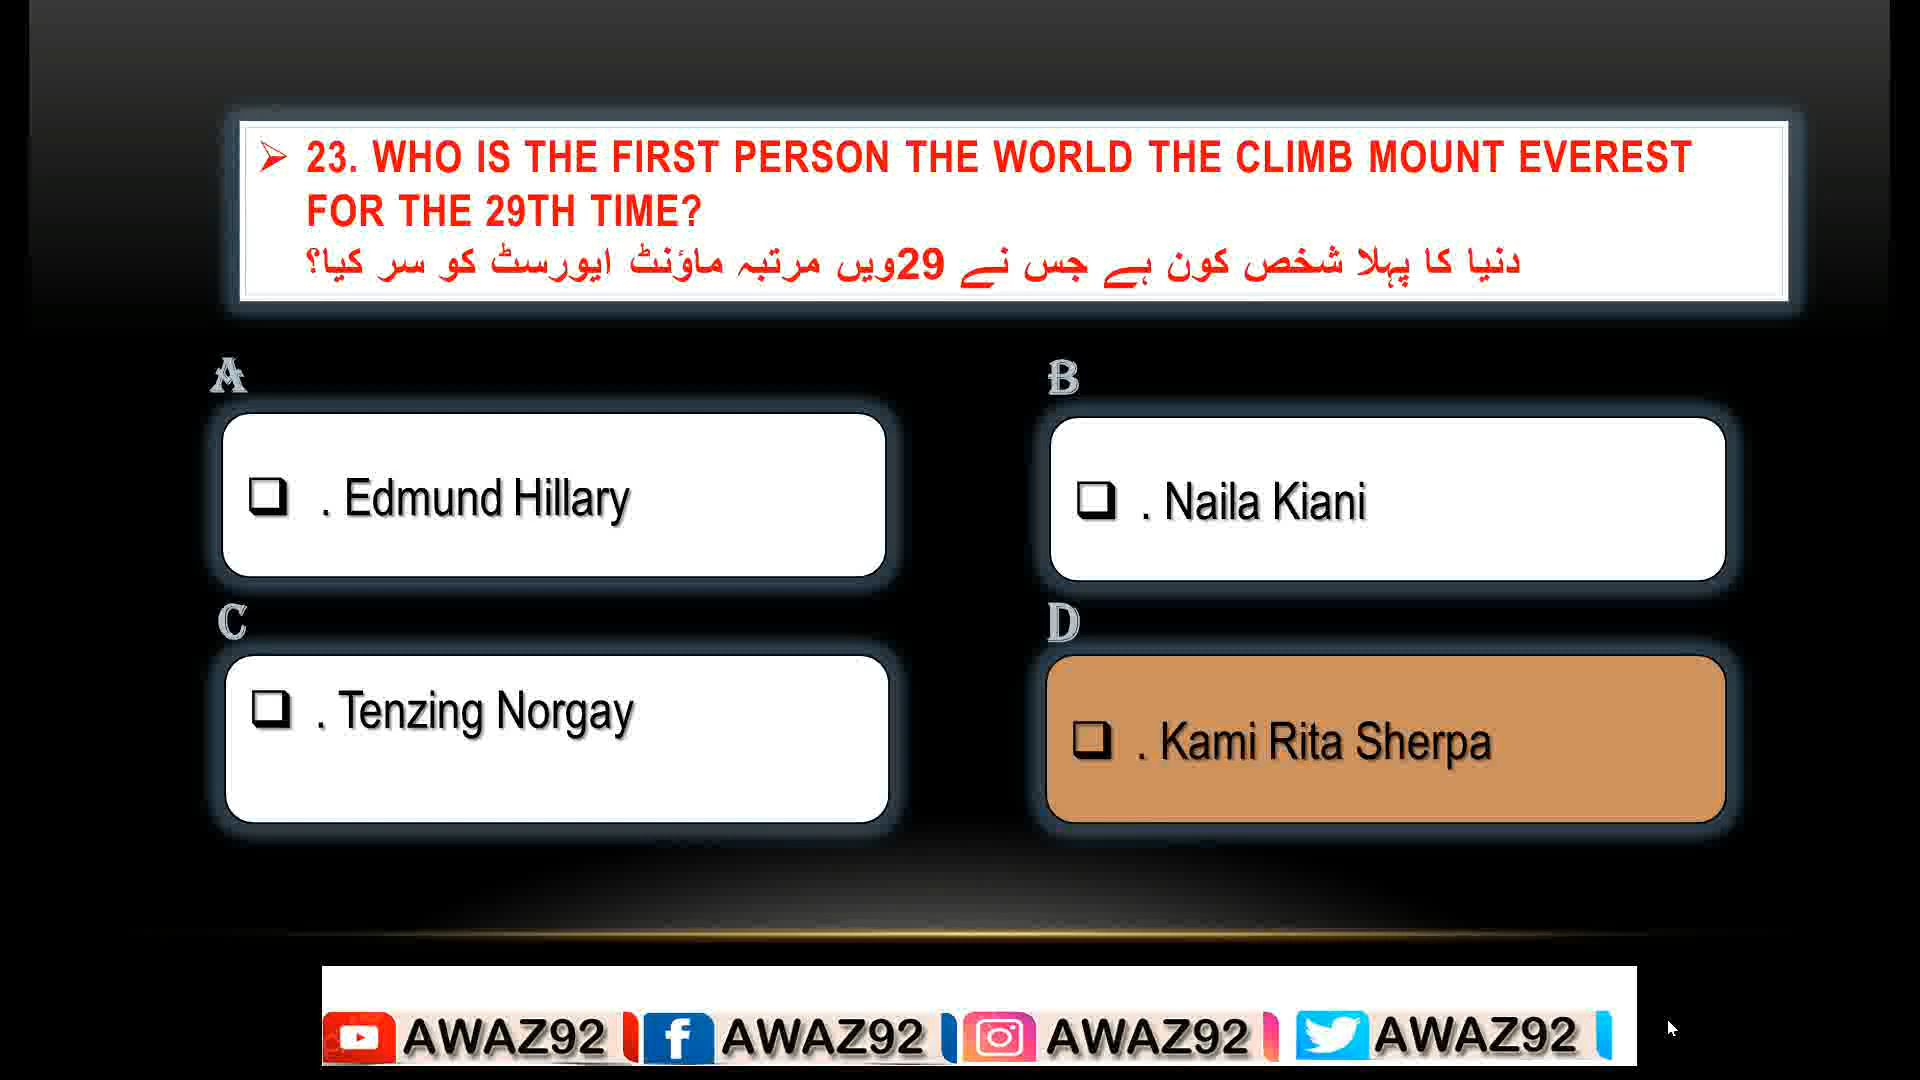 23. WHO IS THE FIRST PERSON THE WORLD THE CLIMB MOUNT EVEREST
FOR THE 29TH TIME?
دنیا کا پہلا شخص کون ہے جس نے 29ویں مرتبہ ماؤنٹ ایورسٹ کو سر کیا؟
A
B
. Edmund Hillary
. Naila Kiani
C
D
. Tenzing Norgay
. Kami Rita Sherpa
AWAZ92 AWAZ92 AWAZ92 AWAZ92